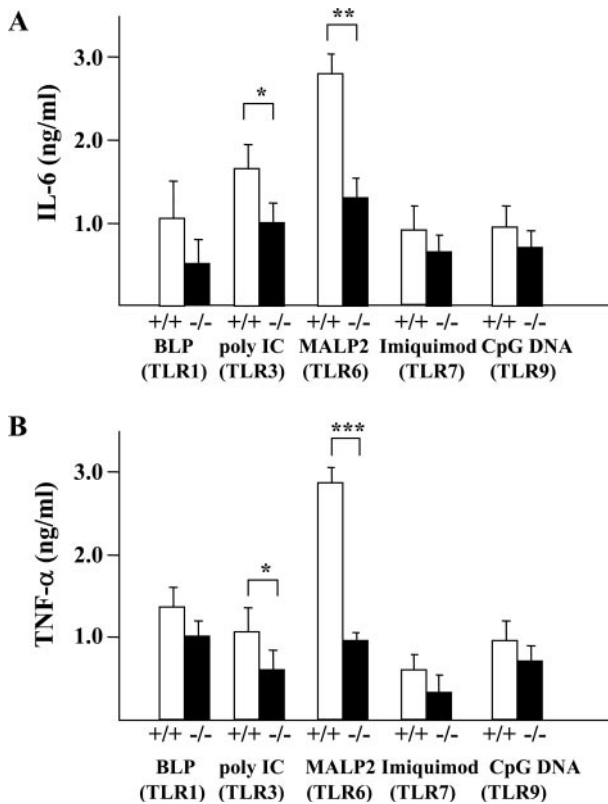 A
IL-6 (ng/ml)
3.0
2.0
1.0
*
**
+/+ -/- +/+ -/- +/+ -/- +/+ -/- +/+ -/-
BLP poly IC MALP2 Imiquimod CpG DNA
(TLR1) (TLR3) (TLR6) (TLR7) (TLR9)
B
TNF-α (ng/ml)
3.0
2.0
1.0
*
***
+/+ -/- +/+ -/- +/+ -/- +/+ -/- +/+ -/-
BLP poly IC MALP2 Imiquimod CpG DNA
(TLR1) (TLR3) (TLR6) (TLR7) (TLR9)